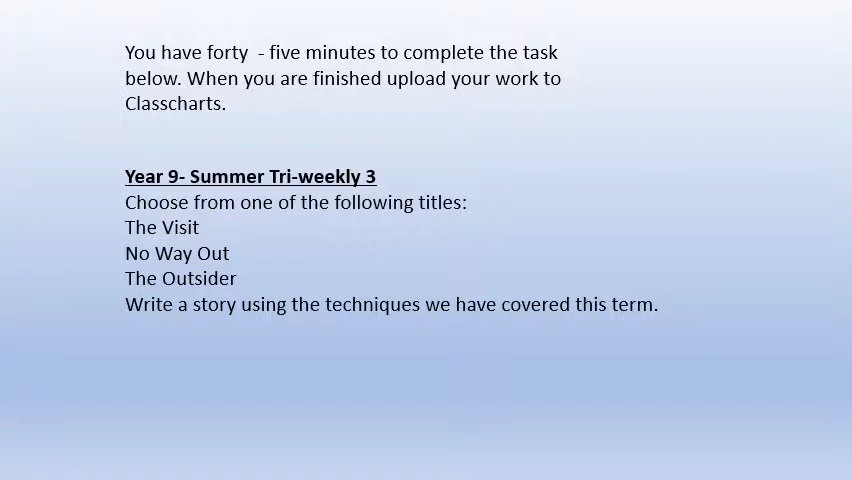 You have forty  - five minutes to complete the task
below. When you are finished upload your work to
Classcharts.
Year 9- Summer Tri-weekly 3
Choose from one of the following titles:
The Visit
No Way Out
The Outsider
Write a story using the techniques we have covered this term.